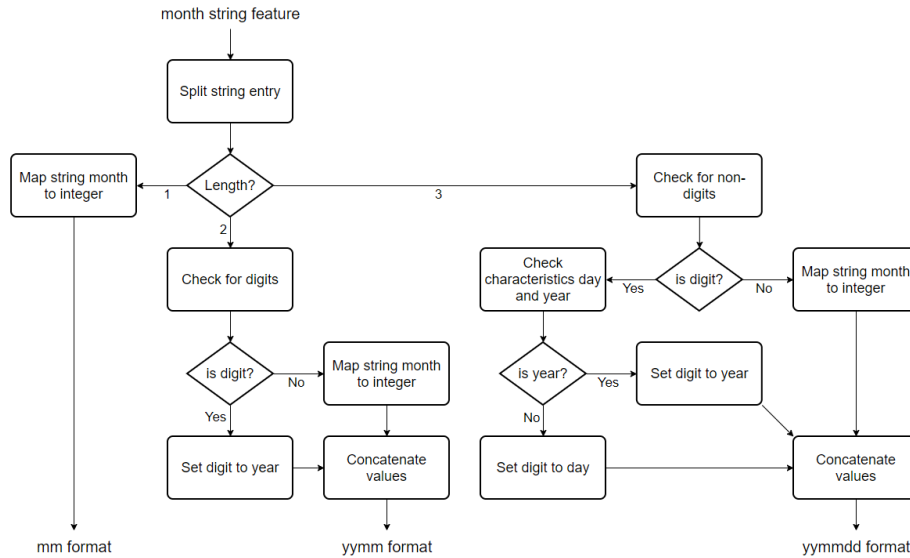 month string feature
Split string entry
Map string month
to integer
Length?
Check for non-
digits
1
3
2
Check for digits
Check
characteristics day
and year
is digit?
Map string month
to integer
Yes
No
is digit?
Map string month
to integer
is year?
Set digit to year
No
Yes
Yes
No
Set digit to year
Concatenate
values
Set digit to day
Concatenate
values
mm format
yymm format
yymmdd format